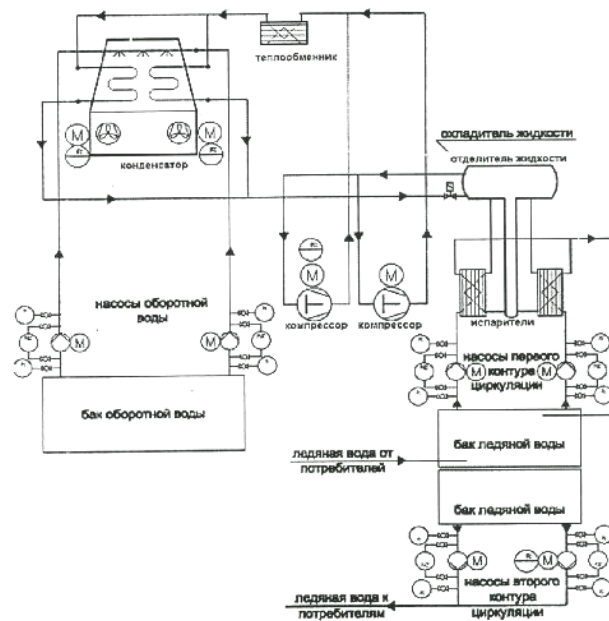 теплообменник
M
M
конденсатор
охладитель жидкости
отделитель жидкости
M
M
компрессор
компрессор
испарители
насосы оборотной
воды
M
M
насосы первого
контура
циркуляции
M
M
бак оборотной воды
бак ледяной воды
ледяная вода от
потребителей
бак ледяной воды
M
M
насосы второго
контура
циркуляции
ледяная вода к
потребителям